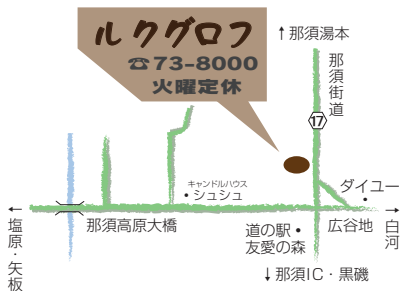 ルクグロフ
☎73-8000
火曜定休
↑那須湯本
那須街道
17
キャンドルハウス
・シュシュ
ダイユー
←
塩原・矢板
那須高原大橋
道の駅・
友愛の森
広谷地
→
白河
↓那須IC・黒磯